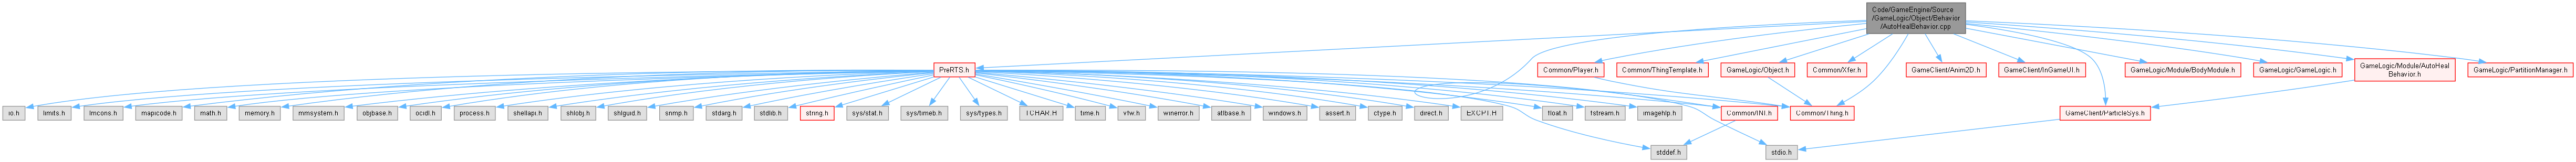 Code/GameEngine/Source
/GameLogic/Object/Behavior
/AutoHealBehavior.cpp
PreRTS.h
Common/Player.h
Common/ThingTemplate.h
GameLogic/Object.h
Common/Xfer.h
GameClient/Anim2D.h
GameClient/InGameUI.h
GameLogic/Module/BodyModule.h
GameLogic/GameLogic.h
GameLogic/Module/AutoHeal
Behavior.h
GameLogic/PartitionManager.h
io.h
limits.h
lmcons.h
mapicode.h
math.h
memory.h
mmsystem.h
objbase.h
ocidl.h
process.h
shellapi.h
shlobj.h
shlguid.h
snmp.h
stdarg.h
stdlib.h
string.h
sys/stat.h
sys/timeb.h
sys/types.h
TCHAR.H
time.h
vfw.h
winerror.h
atlbase.h
windows.h
assert.h
ctype.h
direct.h
EXCPT.H
float.h
fstream.h
imagehlp.h
Common/INI.h
Common/Thing.h
GameClient/ParticleSys.h
stddef.h
stdio.h